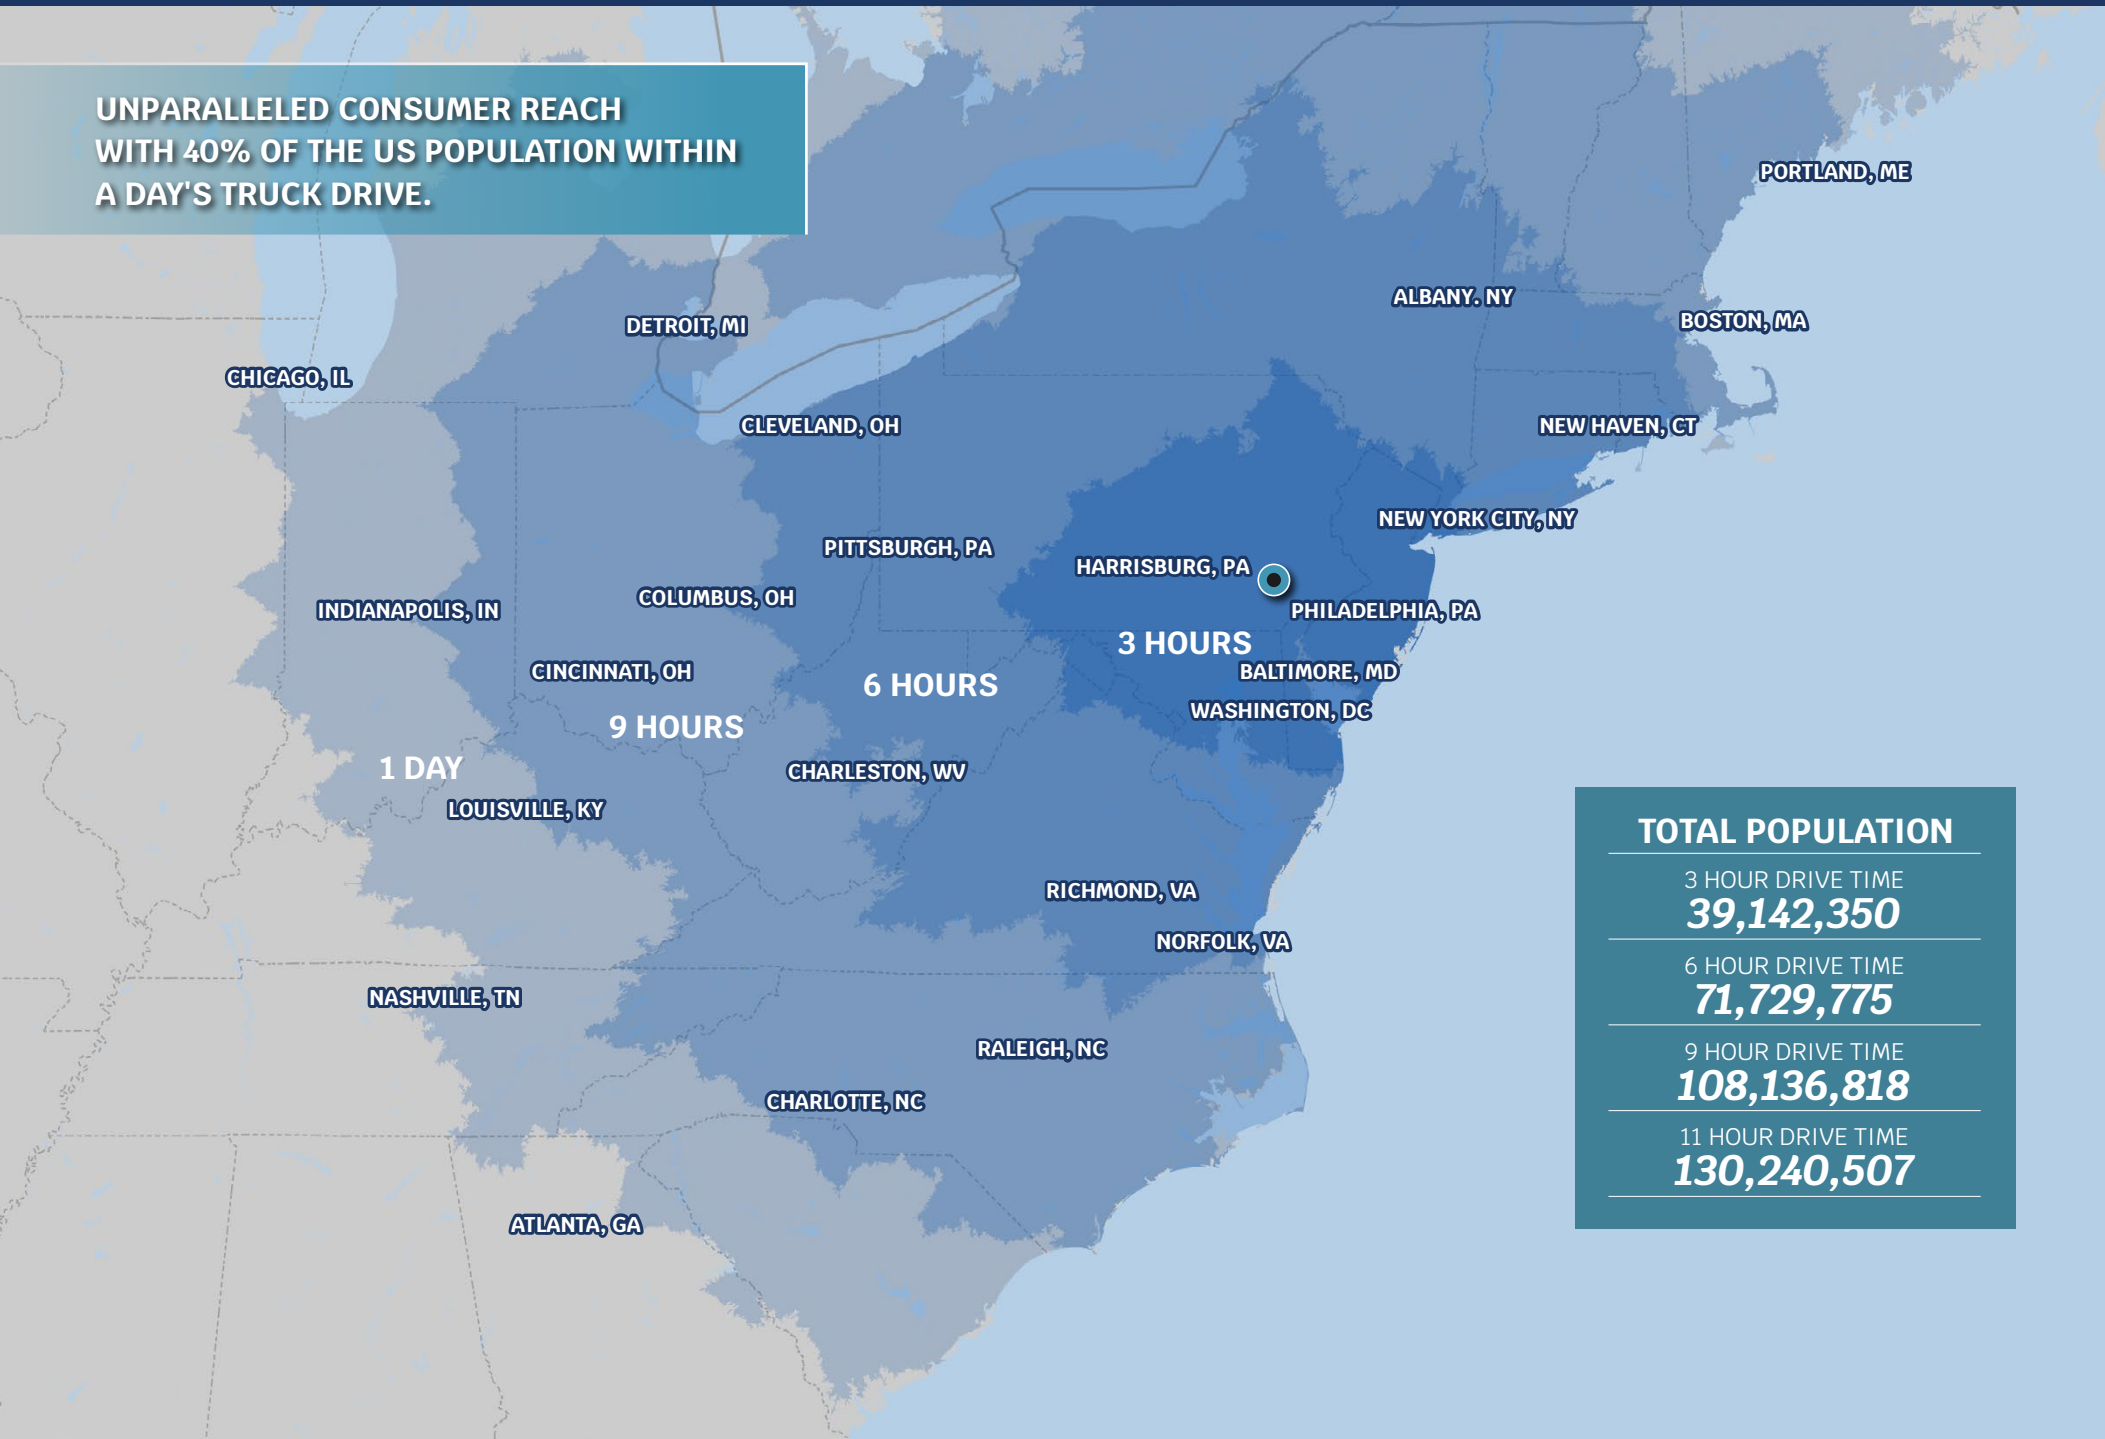 UNPARALLELED CONSUMER REACH
WITH 40% OF THE US POPULATION WITHIN
A DAY'S TRUCK DRIVE.
PORTLAND, ME
ALBANY. NY
BOSTON, MA
DETROIT, MI
CHICAGO, IL
CLEVELAND, OH
NEW HAVEN, CT
NEW YORK CITY, NY
PITTSBURGH, PA
HARRISBURG, PA
COLUMBUS, OH
INDIANAPOLIS, IN
PHILADELPHIA, PA
3 HOURS
CINCINNATI, OH
BALTIMORE, MD
6 HOURS
WASHINGTON, DC
9 HOURS
1 DAY
CHARLESTON, WV
LOUISVILLE, KY
RICHMOND, VA
NORFOLK, VA
NASHVILLE, TN
RALEIGH, NC
CHARLOTTE, NC
ATLANTA, GA
TOTAL POPULATION
3 HOUR DRIVE TIME
39,142,350
6 HOUR DRIVE TIME
71,729,775
9 HOUR DRIVE TIME
108,136,818
11 HOUR DRIVE TIME
130,240,507